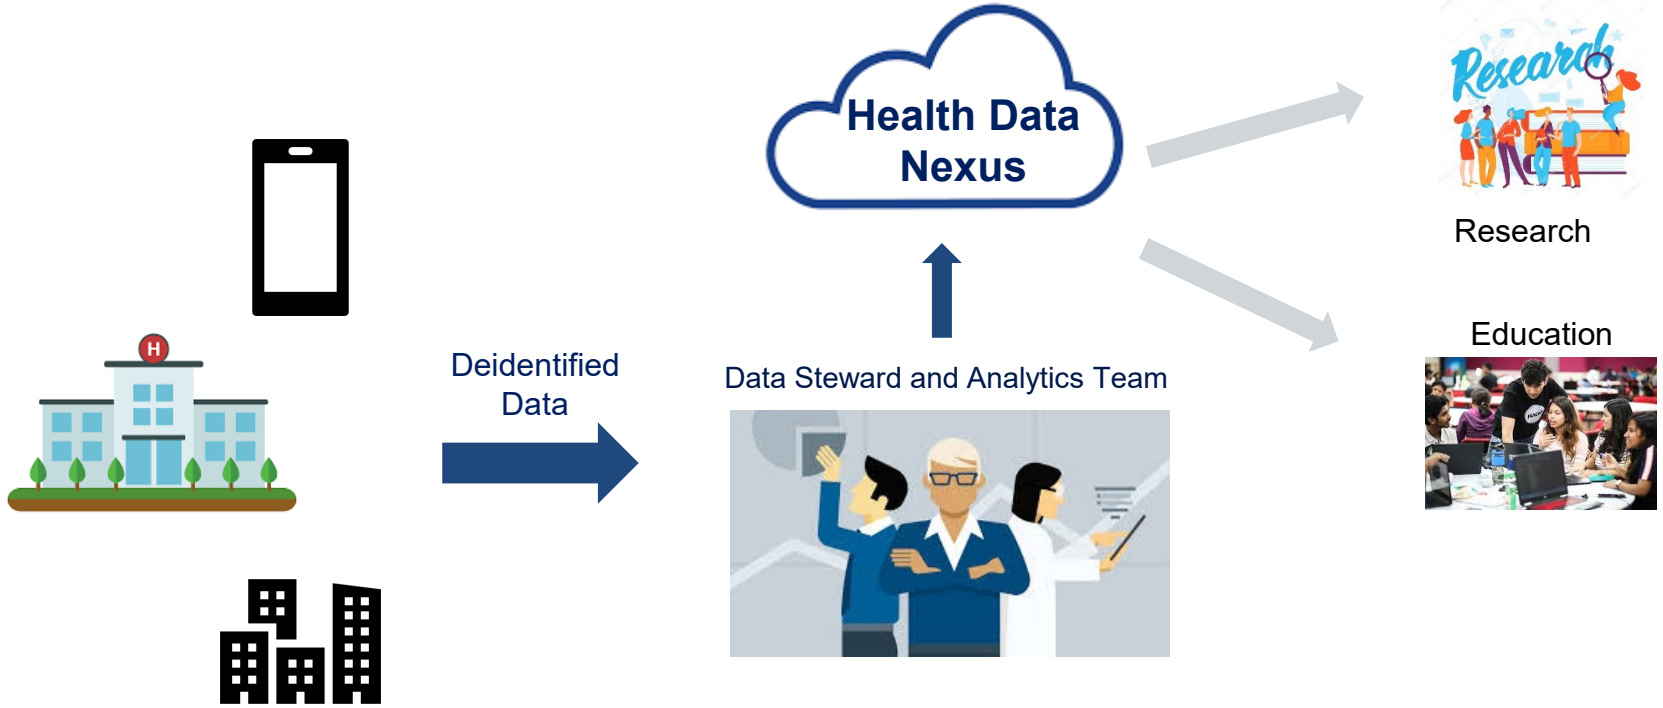 Health Data
Nexus
Research
Research
H
Deidentified
Data
Data Steward and Analytics Team
Education